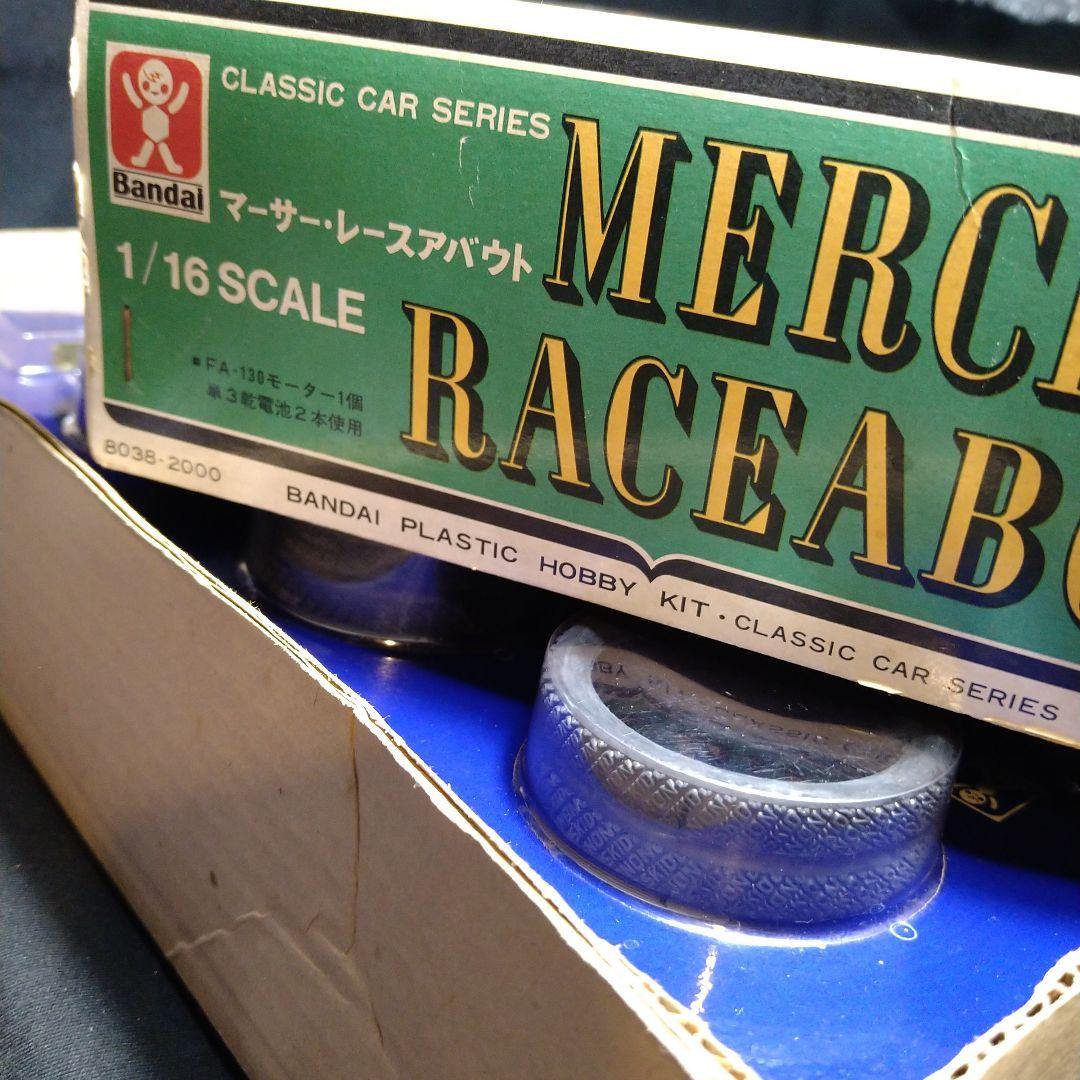 Bandai
CLASSIC CAR SERIES
マーサー・レースアバウト
1/16 SCALE
MERC
RACEAB
■FA-130モーター1個
単3乾電池2本使用
8038-2000
BANDAI PLASTIC HOBBY KIT・CLASSIC CAR SERIES